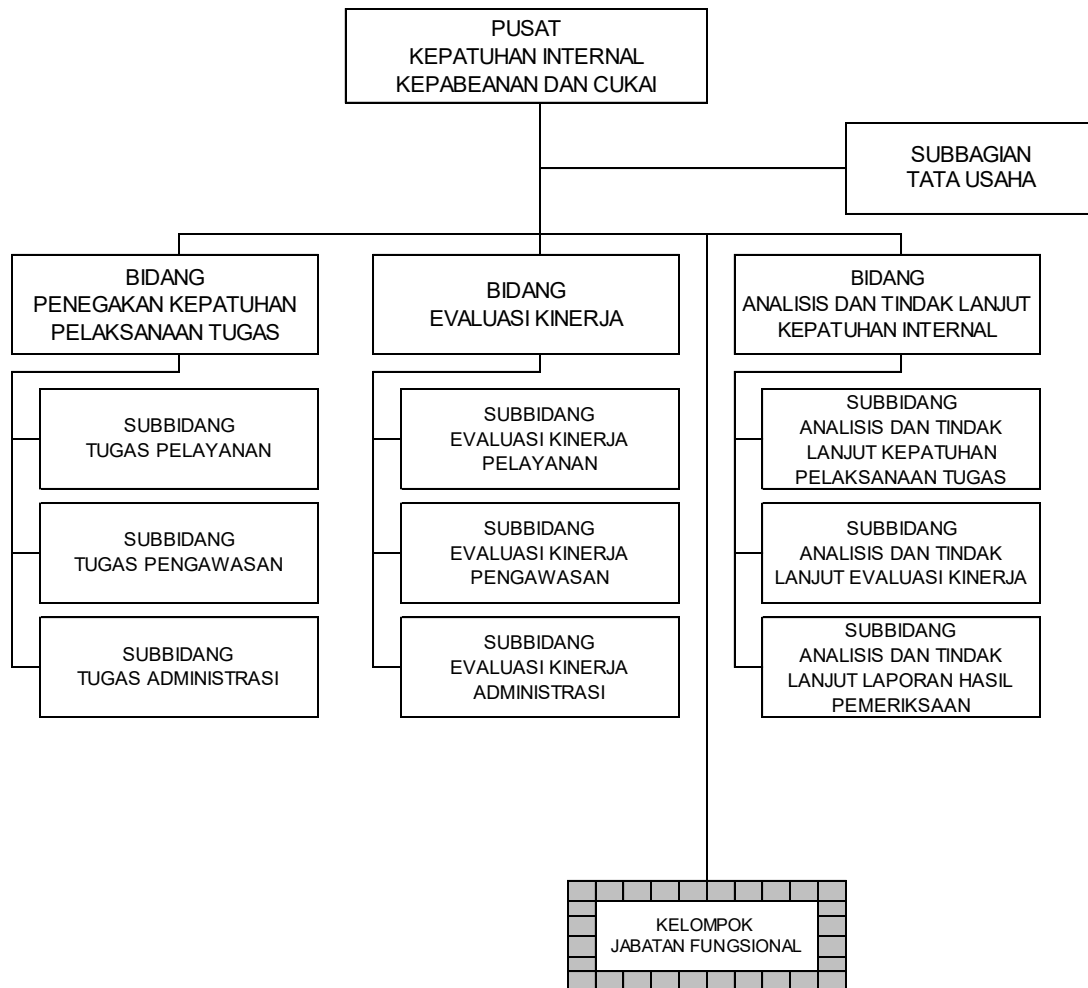 PUSAT
KEPATUHAN INTERNAL
KEPABEANAN DAN CUKAI
SUBBAGIAN
TATA USAHA
BIDANG
PENEGAKAN KEPATUHAN
PELAKSANAAN TUGAS
SUBBIDANG
TUGAS PELAYANAN
SUBBIDANG
TUGAS PENGAWASAN
SUBBIDANG
TUGAS ADMINISTRASI
BIDANG
EVALUASI KINERJA
SUBBIDANG
EVALUASI KINERJA
PELAYANAN
SUBBIDANG
EVALUASI KINERJA
PENGAWASAN
SUBBIDANG
EVALUASI KINERJA
ADMINISTRASI
BIDANG
ANALISIS DAN TINDAK LANJUT
KEPATUHAN INTERNAL
SUBBIDANG
ANALISIS DAN TINDAK
LANJUT KEPATUHAN
PELAKSANAAN TUGAS
SUBBIDANG
ANALISIS DAN TINDAK
LANJUT EVALUASI KINERJA
SUBBIDANG
ANALISIS DAN TINDAK
LANJUT LAPORAN HASIL
PEMERIKSAAN
KELOMPOK
JABATAN FUNGSIONAL